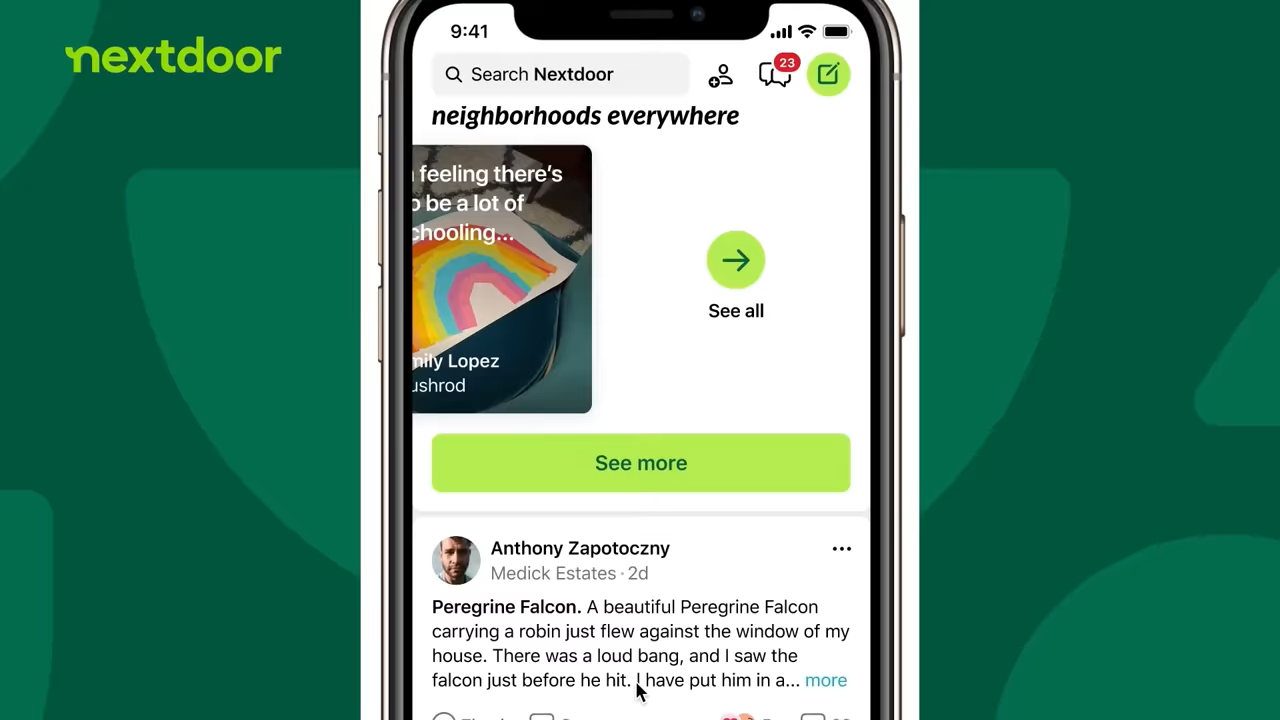 nextdoor
9:41
Search Nextdoor
23
neighborhoods everywhere
feeling there's
be a lot of
chooling...
See all
mily Lopez
ushrod
See more
Anthony Zapotoczny
Medick Estates · 2d
Peregrine Falcon. A beautiful Peregrine Falcon
carrying a robin just flew against the window of my
house. There was a loud bang, and I saw the
falcon just before he hit. I have put him in a... more